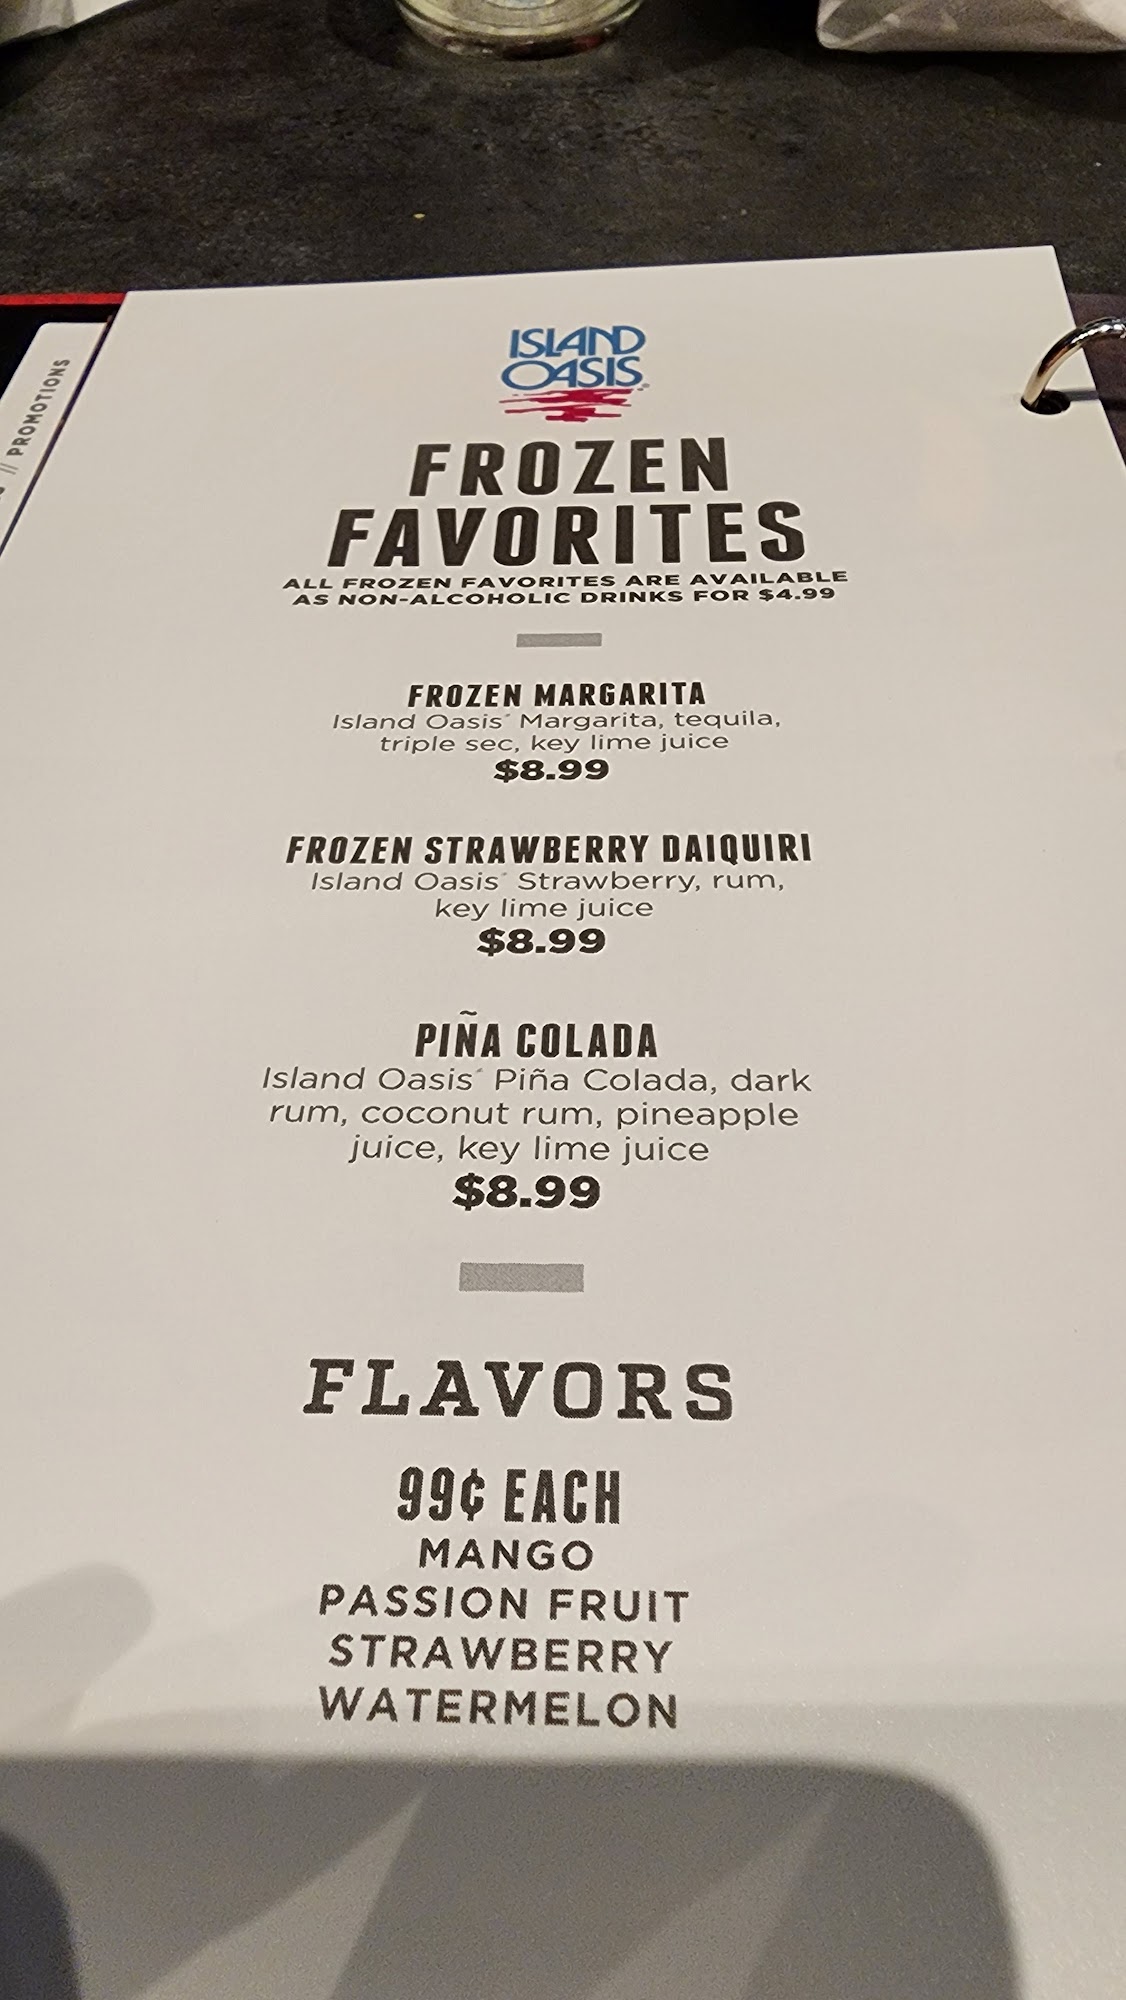 // PROMOTIONS
ISLAND
OASIS®
FROZEN
FAVORITES
ALL FROZEN FAVORITES ARE AVAILABLE
AS NON-ALCOHOLIC DRINKS FOR $4.99
FROZEN MARGARITA
Island Oasis® Margarita, tequila,
triple sec, key lime juice
$8.99
FROZEN STRAWBERRY DAIQUIRI
Island Oasis® Strawberry, rum,
key lime juice
$8.99
PIÑA COLADA
Island Oasis® Piña Colada, dark
rum, coconut rum, pineapple
juice, key lime juice
$8.99
FLAVORS
99¢ EACH
MANGO
PASSION FRUIT
STRAWBERRY
WATERMELON